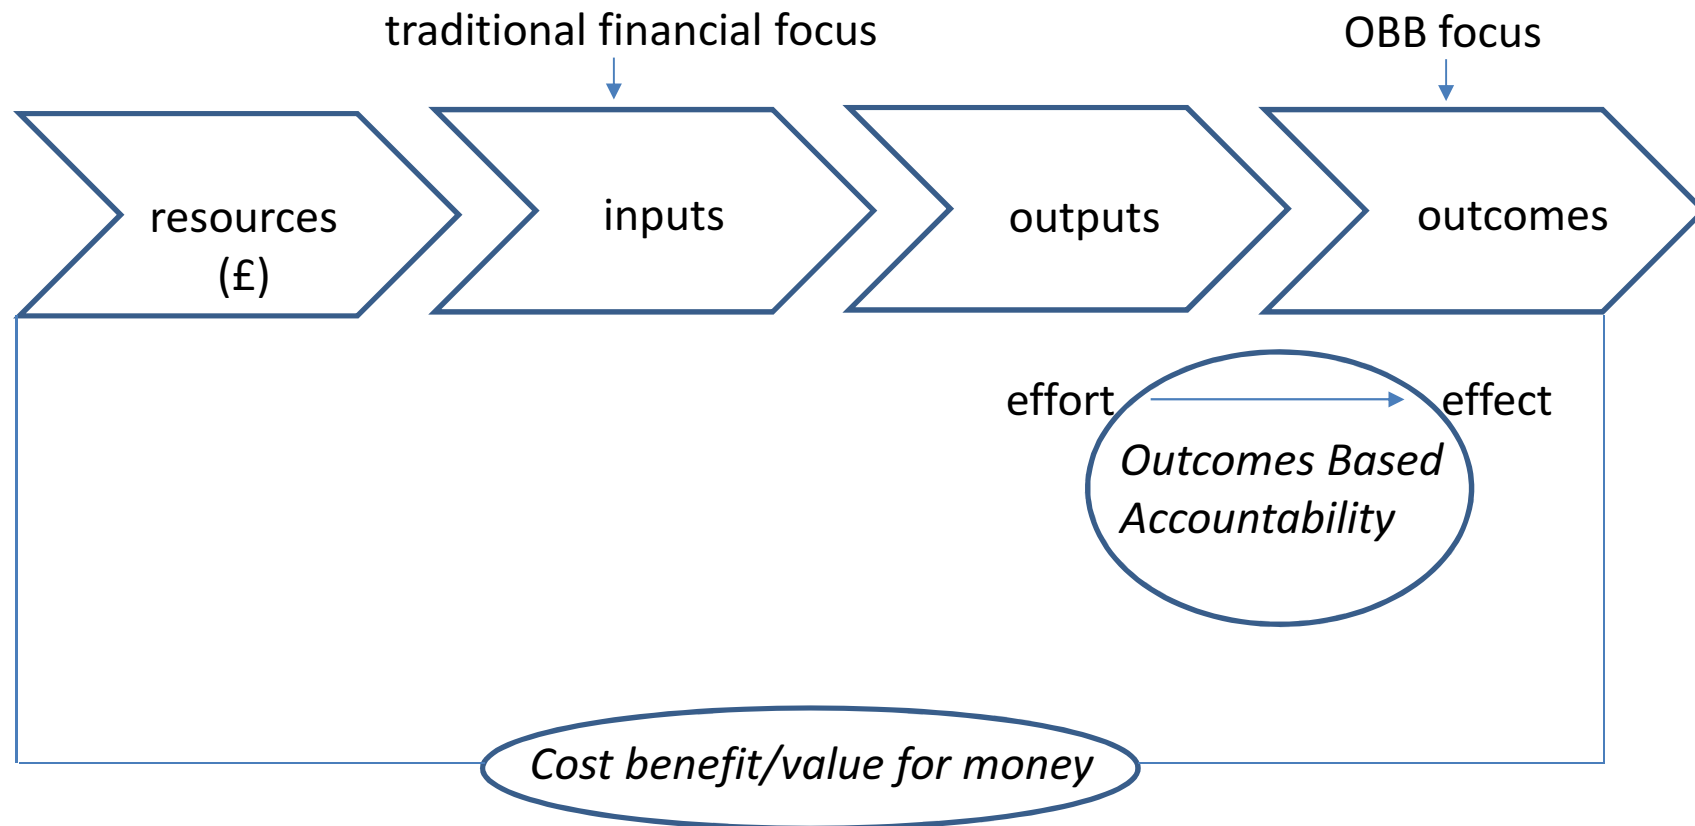 traditional financial focus
OBB focus
resources
(£)
inputs
outputs
outcomes
effort
effect
Outcomes Based
Accountability
Cost benefit/value for money